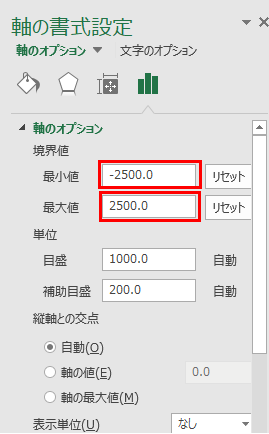 軸の書式設定
軸のオプション 文字のオプション
軸のオプション
境界値
最小値 -2500.0 リセット
最大値 2500.0 リセット
単位
目盛 1000.0 自動
補助目盛 200.0 自動
縦軸との交点
自動(O)
軸の値(E) 0.0
軸の最大値(M)
表示単位(U) なし